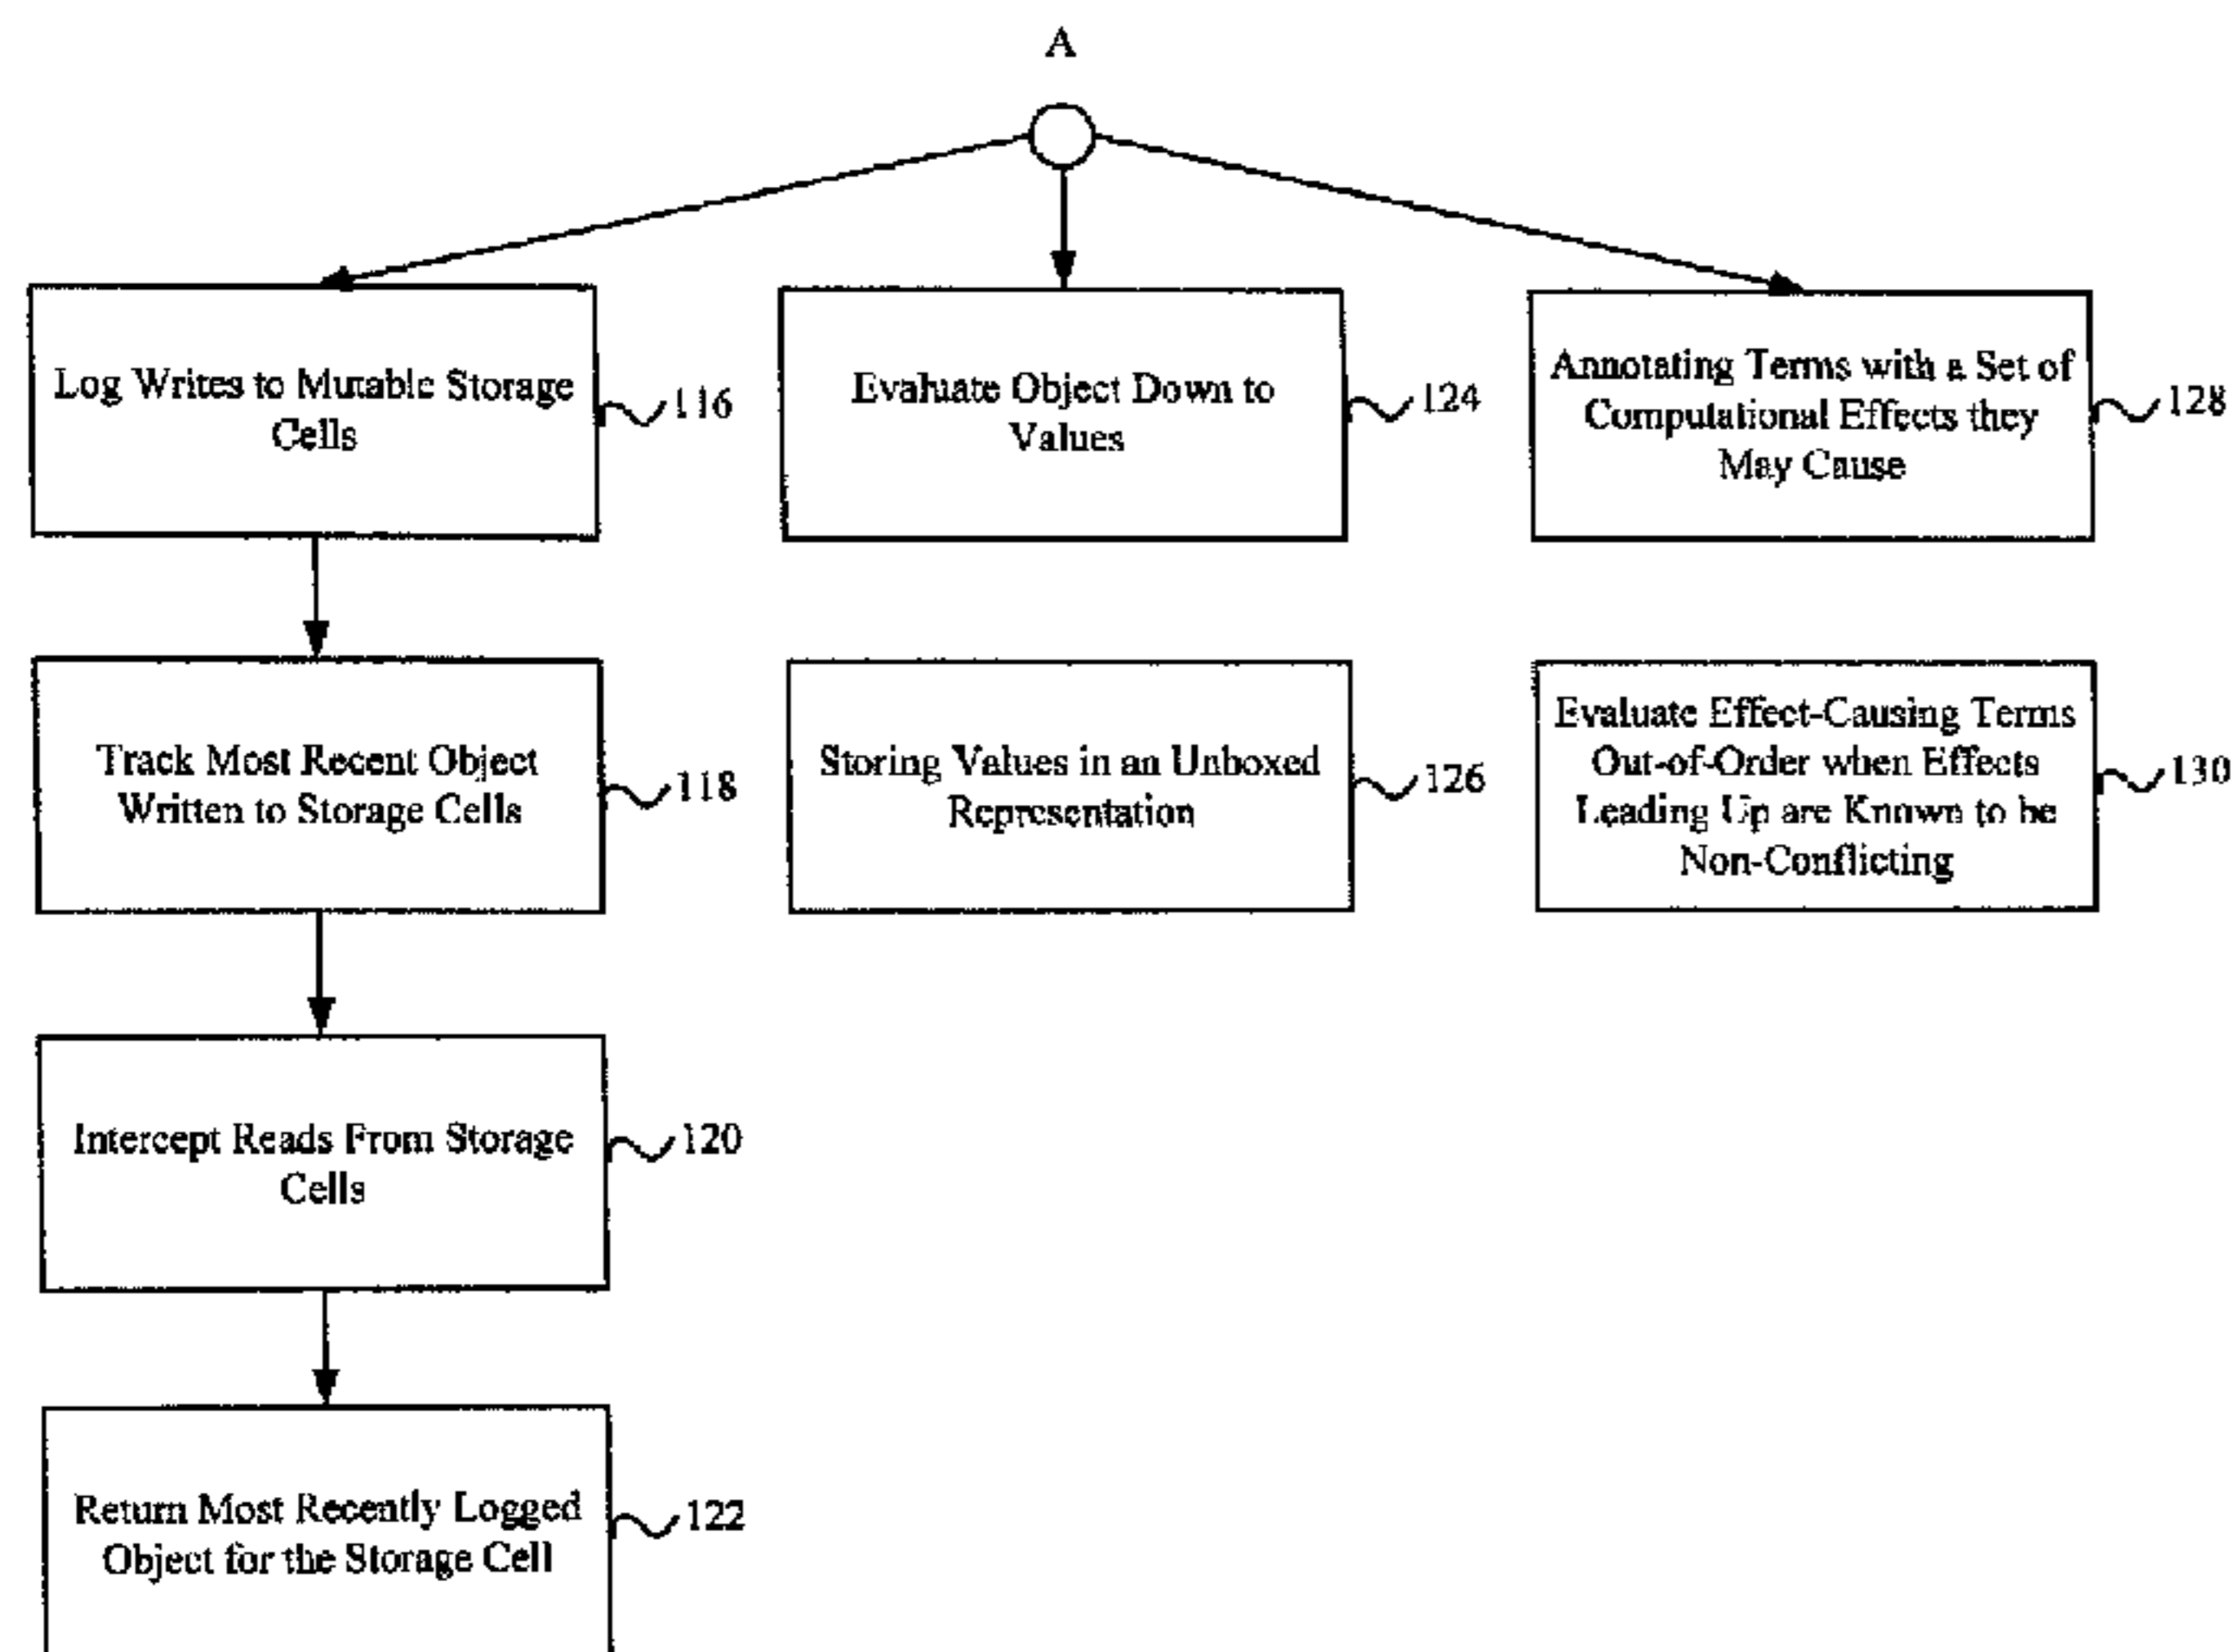 A
Log Writes to Mutable Storage
Cells
116
Evaluate Object Down to
Values
124
Annotating Terms with a Set of
Computational Effects they
May Cause
128
Track Most Recent Object
Written to Storage Cells
118
Storing Values in an Unboxed
Representation
126
Evaluate Effect-Causing Terms
Out-of-Order when Effects
Leading Up are Known to be
Non-Conflicting
130
Intercept Reads From Storage
Cells
120
Return Most Recently Logged
Object for the Storage Cell
122